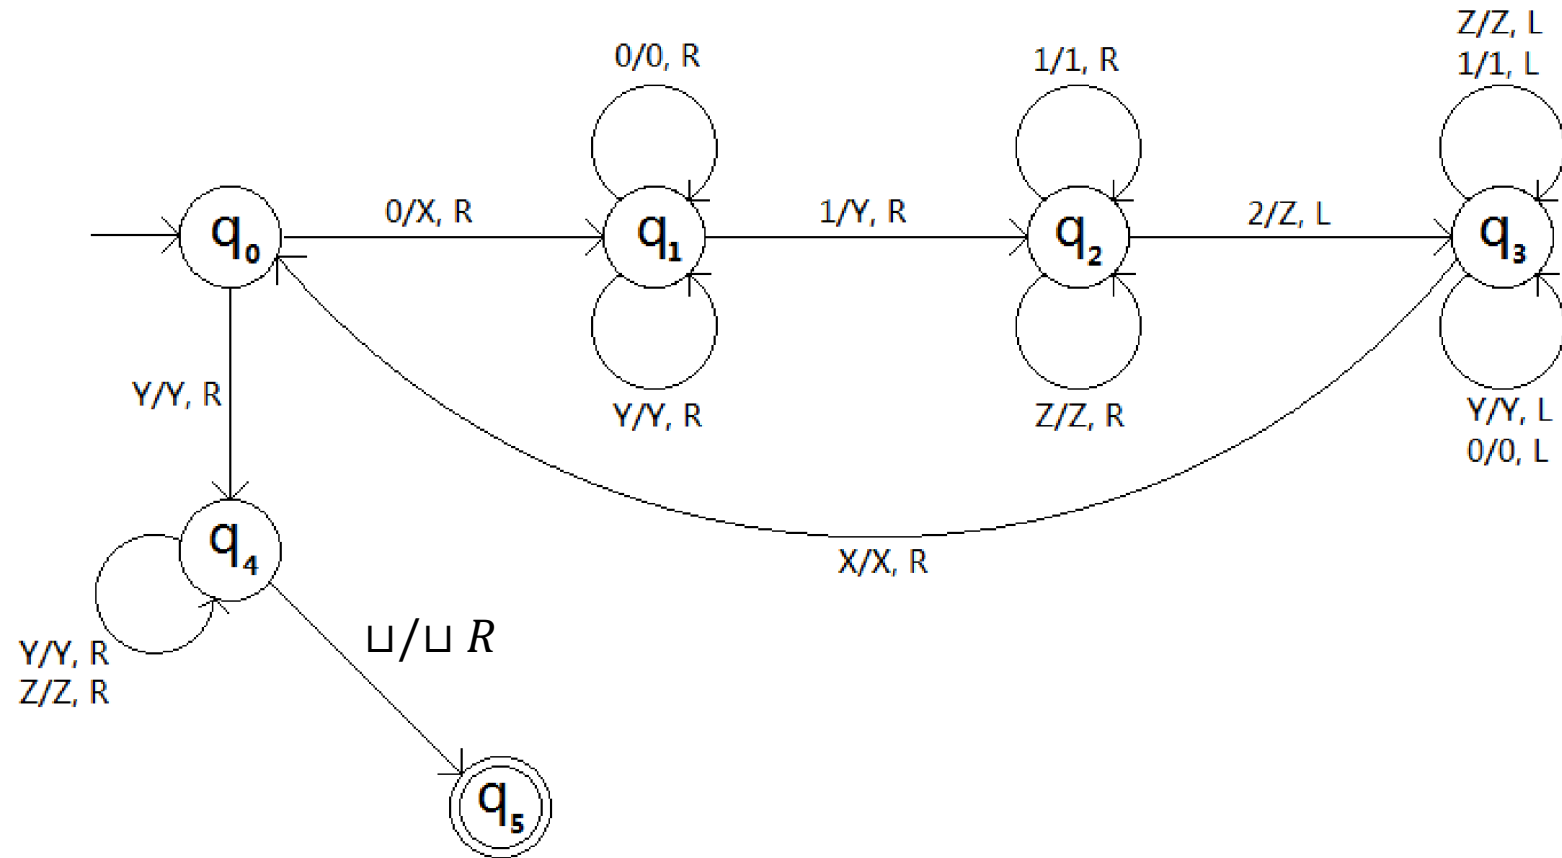 Z/Z, L
0/0, R
1/1, R
1/1, L
0/X, R
1/Y, R
2/Z, L
q₀
q₁
q₂
q₃
Y/Y, R
Y/Y, R
Z/Z, R
Y/Y, L
0/0, L
q₄
X/X, R
⊔/⊔ R
Y/Y, R
Z/Z, R
q₅